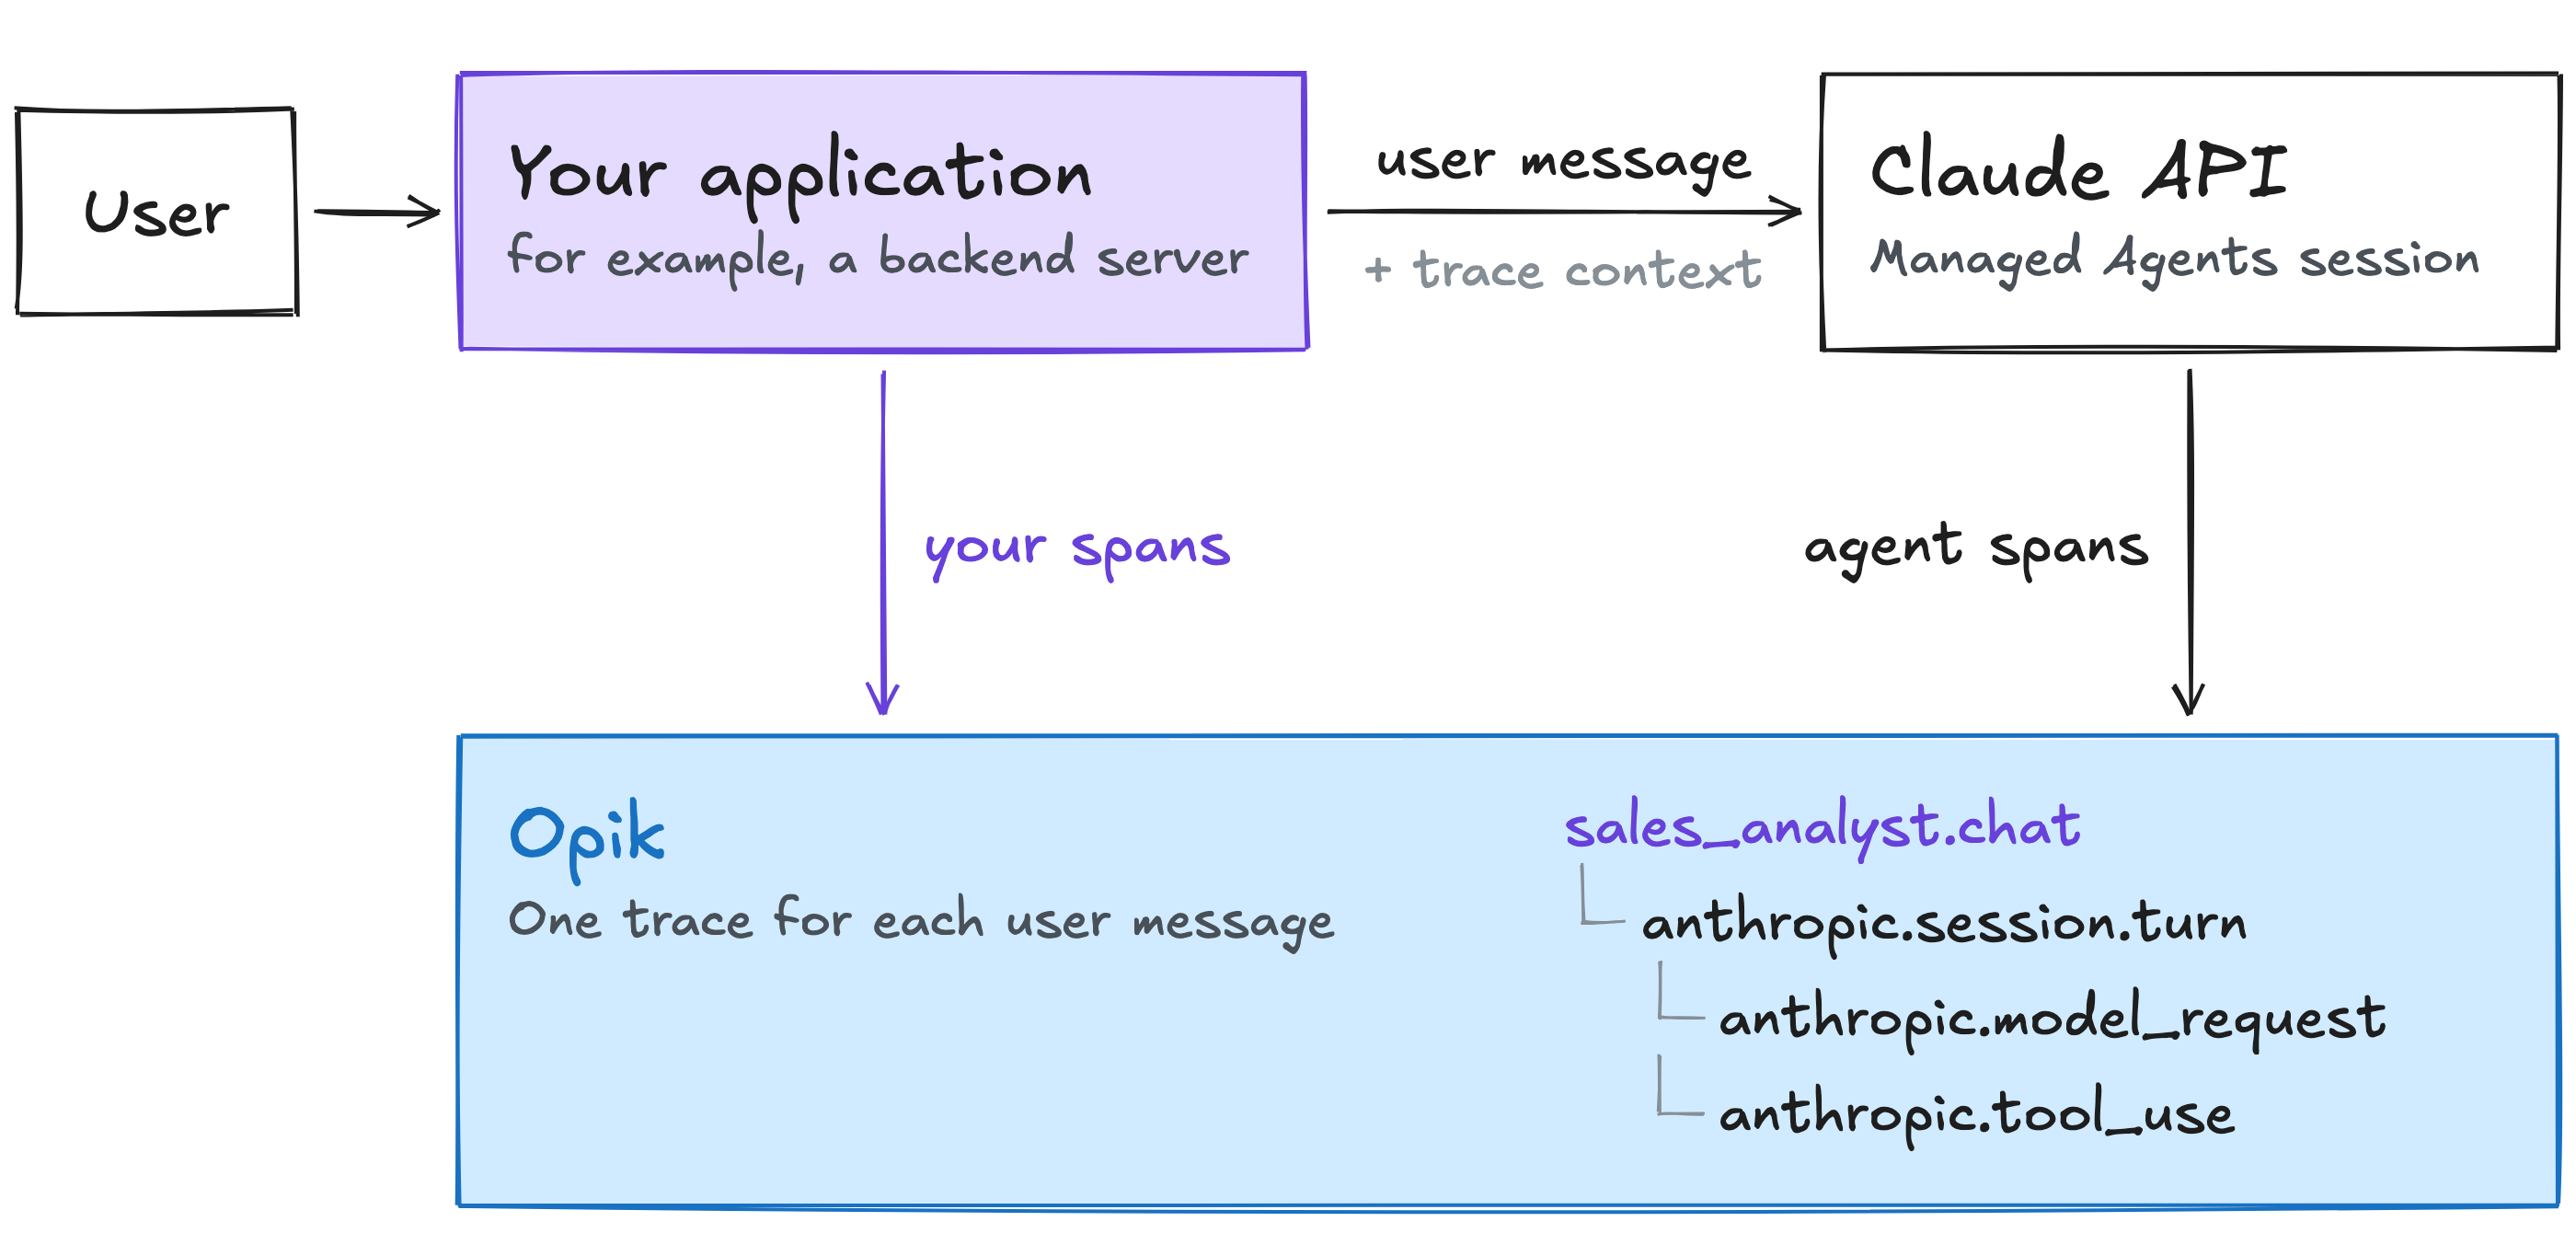 User
Your application
for example, a backend server
user message
+ trace context
Claude API
Managed Agents session
your spans
agent spans
Opik
One trace for each user message
sales_analyst.chat
anthropic.session.turn
anthropic.model_request
anthropic.tool_use